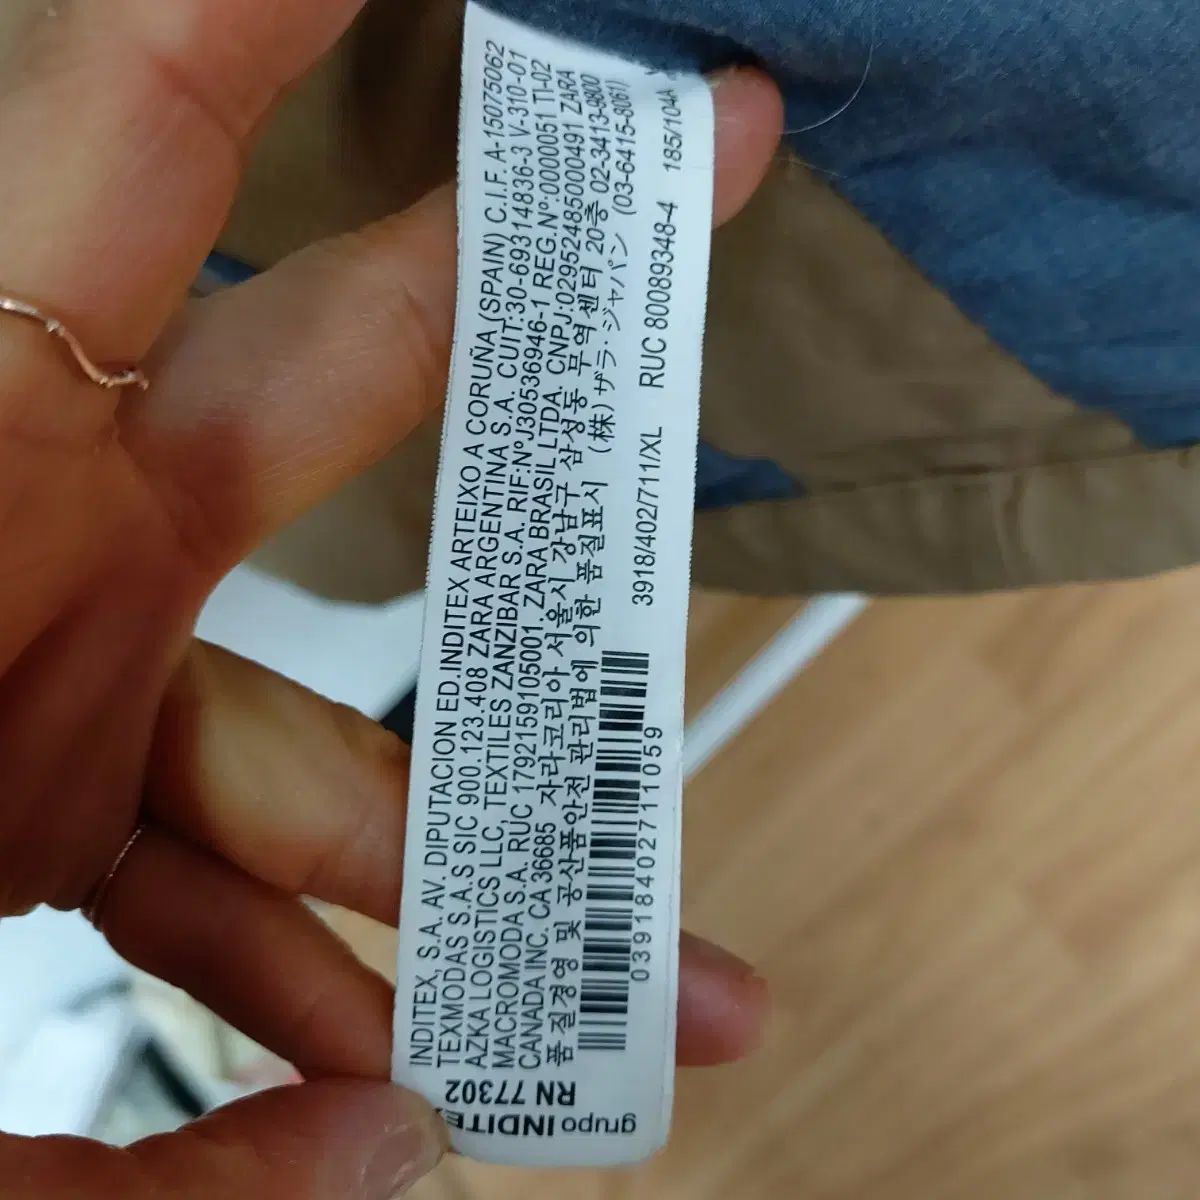 grupo INDITE
RN 77302
INDITEX, S.A. AV. DIPUTACION ED.INDITEX ARTEIXO A CORUÑA (SPAIN) C.I.F. A-15075062
TEXMODAS S.A.S SIC 900.123.408 ZARA ARGENTINA S.A. CUIT:30-69314836-3 V-310-01
AZKA LOGISTICS LLC, TEXTILES ZANZIBAR S.A. RIF:NºJ30536946-1 REG.Nº:0000051 TI-02
MACROMODA S.A. RUC 1792159105001. ZARA BRASIL LTDA. CNPJ:02952485000491 ZARA
CANADA INC. CA 36685 자라코리아 서울시 강남구 삼성동 무역센터 20층 02-3413-9800
품질경영 및 공산품안전 관리법에 의한 품질표시 (株)ザラ·ジャパン (03-6415-8061)
3918/402/711/XL RUC 80089348-4 185/104A
03918402711059